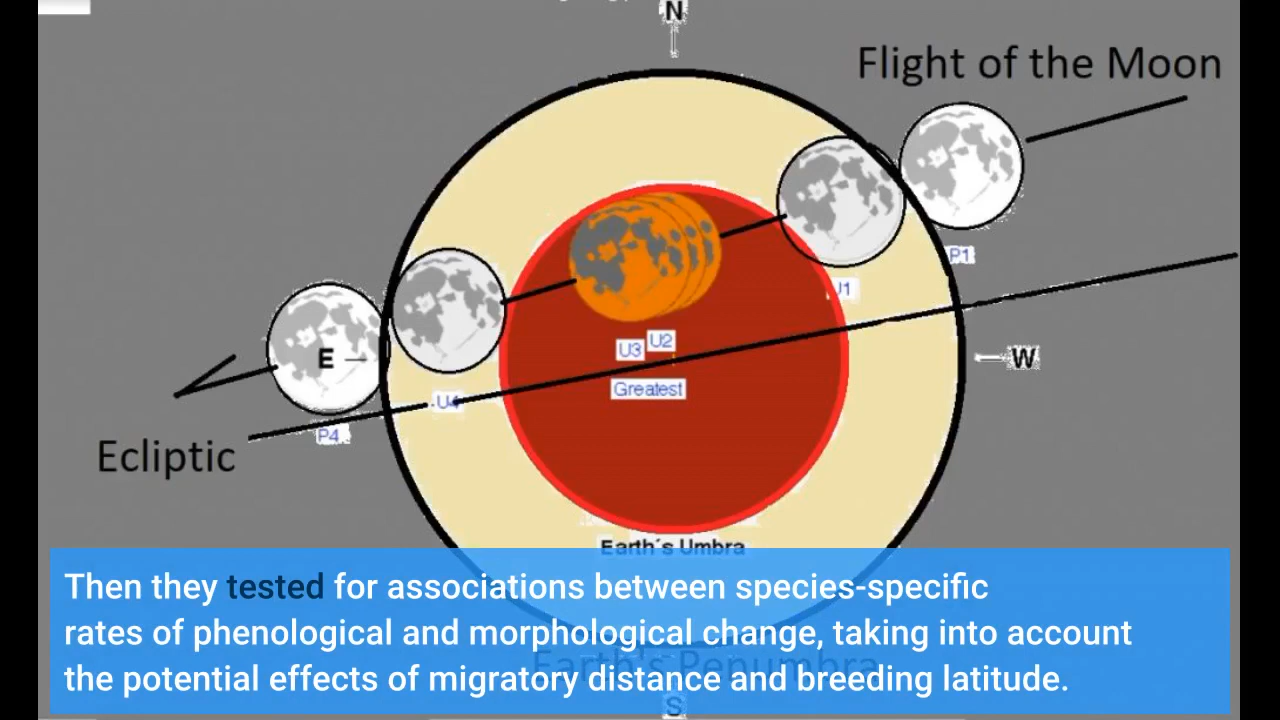 N
Flight of the Moon
P1
U1
E
W
U3
U2
Greatest
U4
P4
Ecliptic
Earth's Umbra
Then they tested for associations between species-specific
rates of phenological and morphological change, taking into account
the potential effects of migratory distance and breeding latitude.
Earth's Penumbra
S